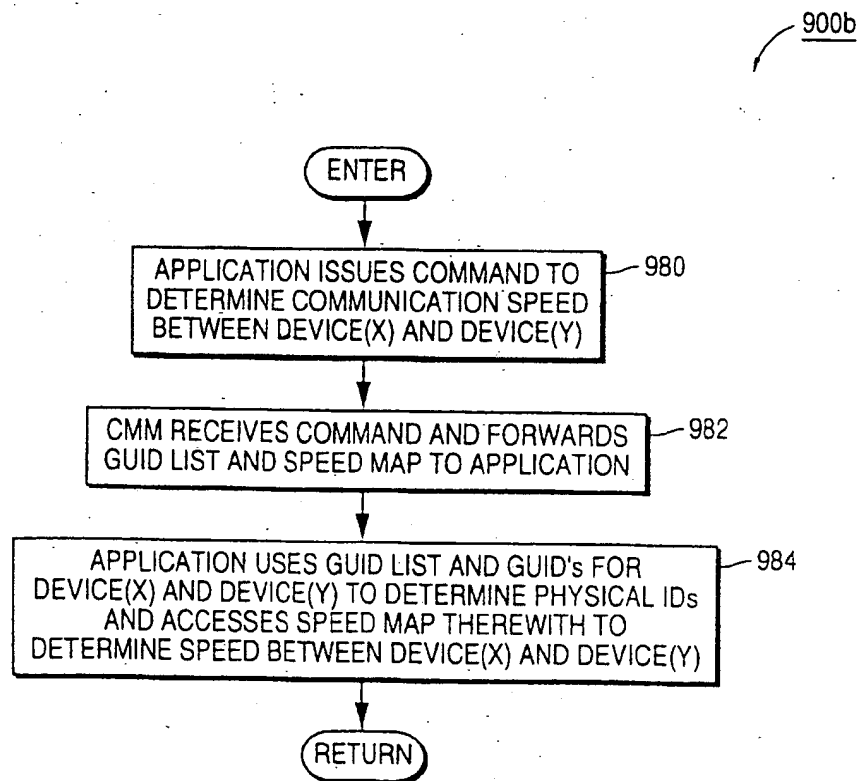 900b
ENTER
APPLICATION ISSUES COMMAND TO
DETERMINE COMMUNICATION SPEED
BETWEEN DEVICE(X) AND DEVICE(Y)
980
CMM RECEIVES COMMAND AND FORWARDS
GUID LIST AND SPEED MAP TO APPLICATION
982
APPLICATION USES GUID LIST AND GUID's FOR
DEVICE(X) AND DEVICE(Y) TO DETERMINE PHYSICAL IDs
AND ACCESSES SPEED MAP THEREWITH TO
DETERMINE SPEED BETWEEN DEVICE(X) AND DEVICE(Y)
984
RETURN